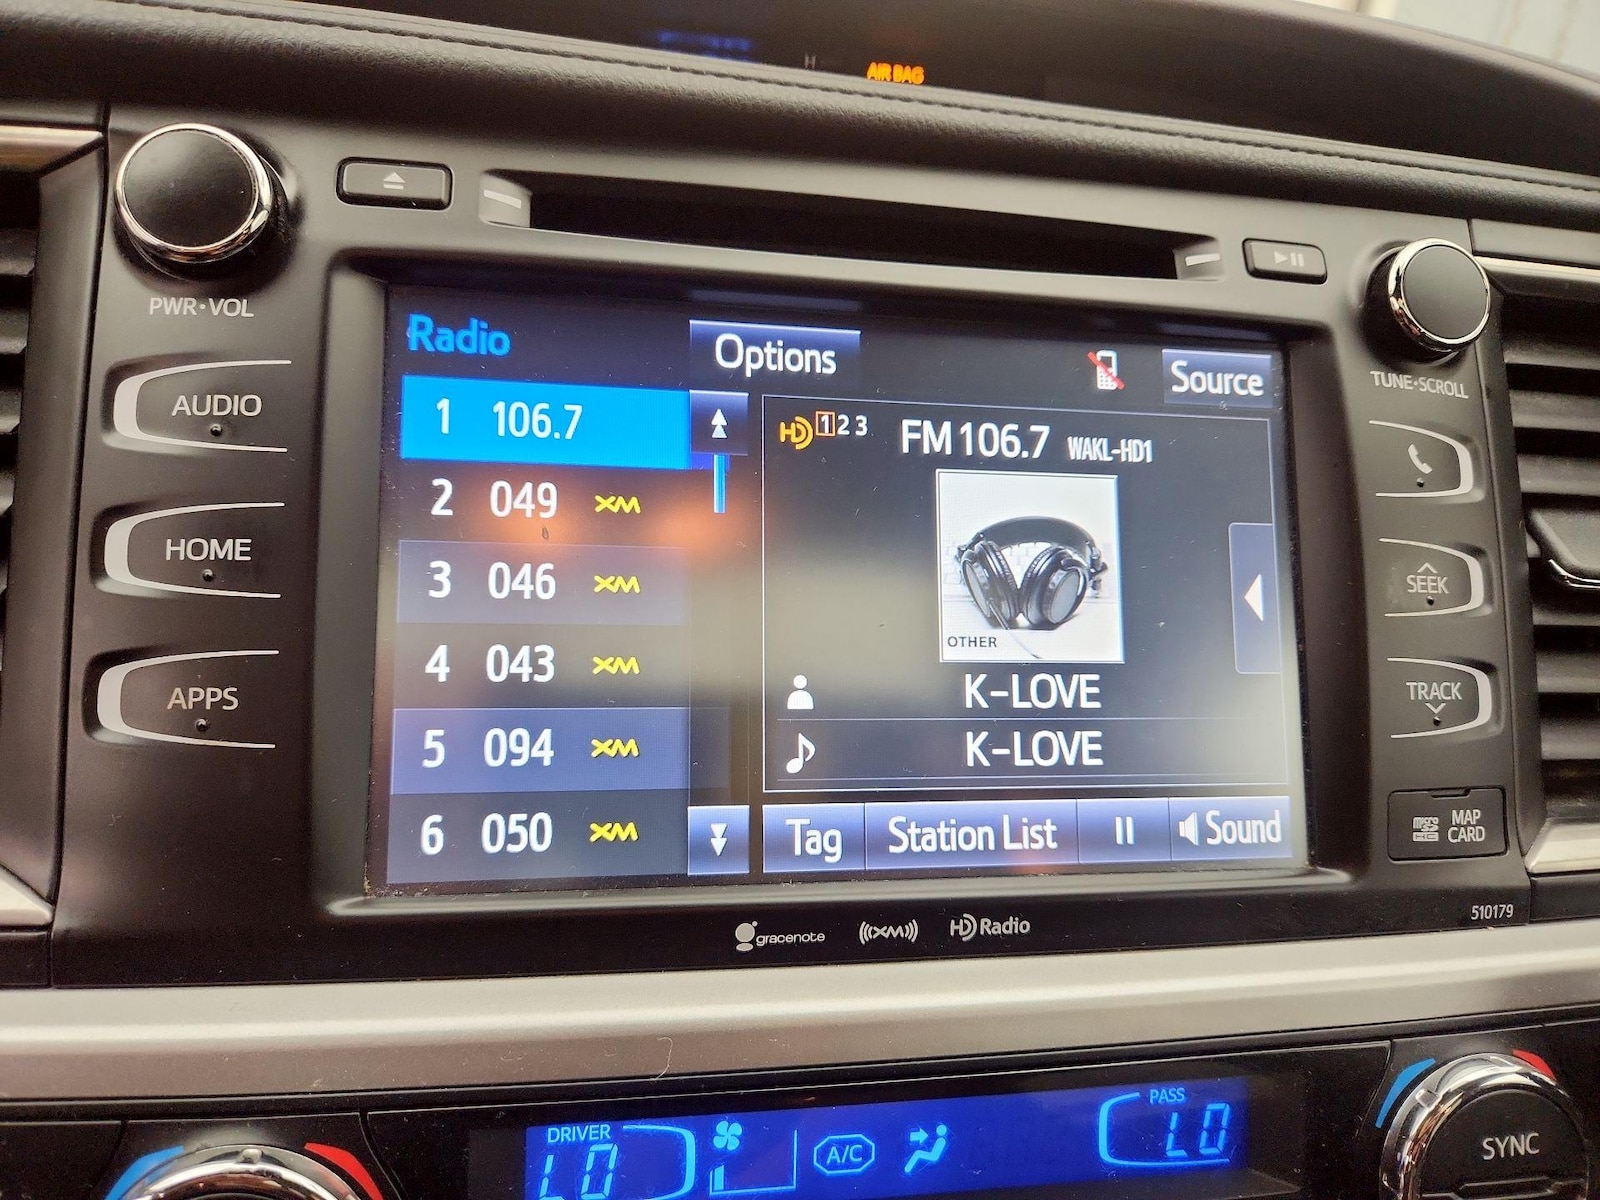 AIR BAG
PWR•VOL
AUDIO
HOME
APPS
Radio
Options
Source
1 106.7
2 049 XM
3 046 XM
4 043 XM
5 094 XM
6 050 XM
HD 1 2 3
FM 106.7 WAKL-HD1
OTHER
K-LOVE
K-LOVE
Tag
Station List
Sound
TUNE•SCROLL
SEEK
TRACK
micro SD HC
MAP CARD
510179
gracenote
((XM))
HD Radio
DRIVER
LO
A/C
PASS
LO
SYNC